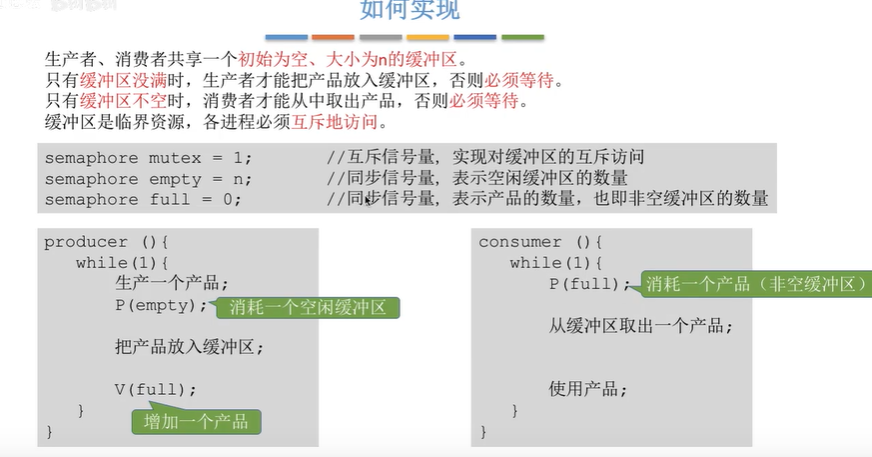 如何实现
生产者、消费者共享一个初始为空、大小为n的缓冲区。
只有缓冲区没满时，生产者才能把产品放入缓冲区，否则必须等待。
只有缓冲区不空时，消费者才能从中取出产品，否则必须等待。
缓冲区是临界资源，各进程必须互斥地访问。
semaphore mutex = 1; //互斥信号量，实现对缓冲区的互斥访问
semaphore empty = n; //同步信号量，表示空闲缓冲区的数量
semaphore full = 0; //同步信号量，表示产品的数量，也即非空缓冲区的数量
producer (){
while(1){
生产一个产品;
P(empty); 消耗一个空闲缓冲区
把产品放入缓冲区;
V(full);
增加一个产品
}
}
consumer (){
while(1){
P(full); 消耗一个产品（非空缓冲区）
从缓冲区取出一个产品;
使用产品;
}
}